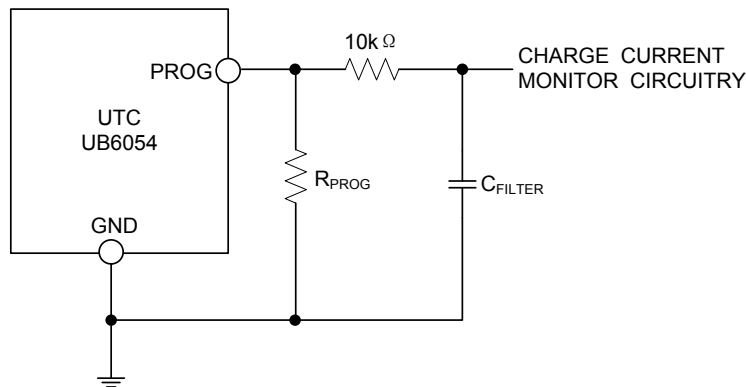 10kΩ
CHARGE CURRENT
MONITOR CIRCUITRY
PROG
UTC
UB6054
RPROG
CFILTER
GND